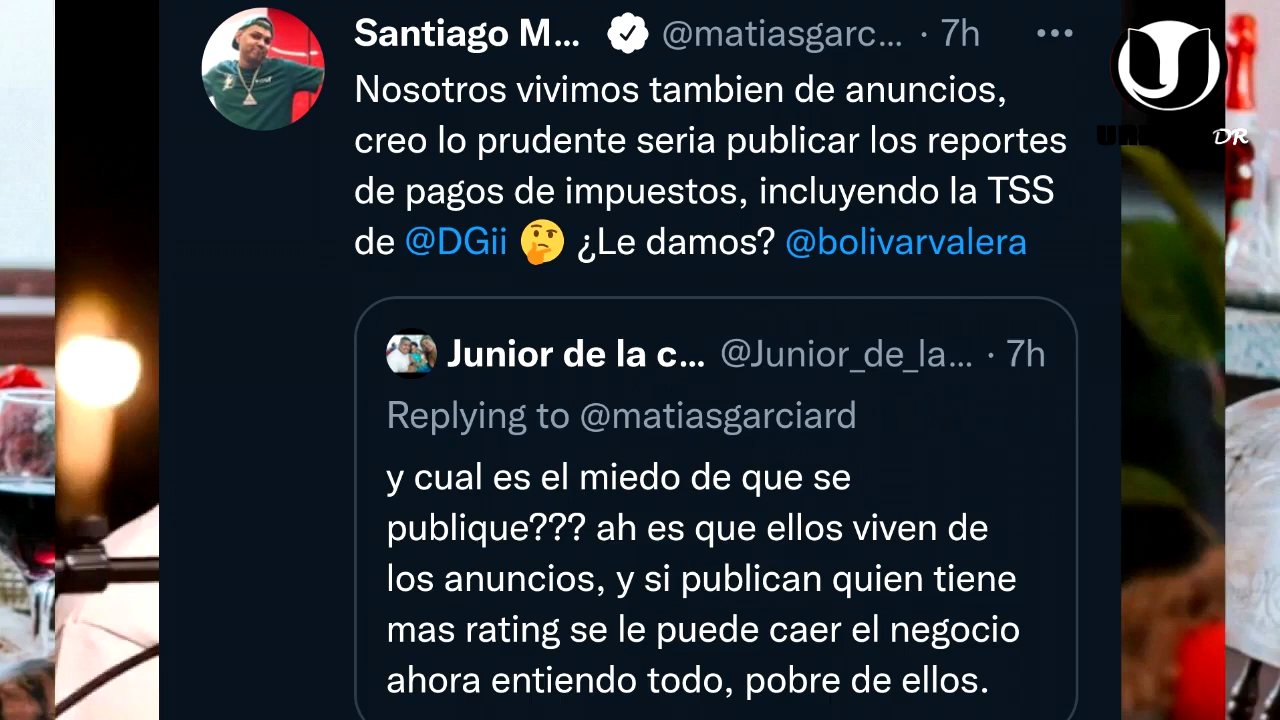 Santiago M... @matiasgarc... · 7h
Nosotros vivimos tambien de anuncios,
creo lo prudente seria publicar los reportes
de pagos de impuestos, incluyendo la TSS
de @DGii 🤔 ¿Le damos? @bolivarvalera
Junior de la c... @Junior_de_la... · 7h
Replying to @matiasgarciard
y cual es el miedo de que se
publique??? ah es que ellos viven de
los anuncios, y si publican quien tiene
mas rating se le puede caer el negocio
ahora entiendo todo, pobre de ellos.
DR